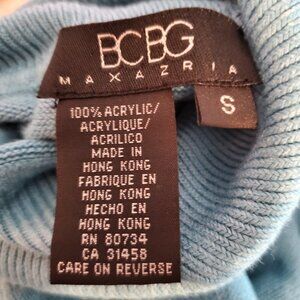 BCBG
MAXAZRIA
S
100% ACRYLIC/
ACRYLIQUE/
ACRILICO
MADE IN
HONG KONG
FABRIQUE EN
HONG KONG
HECHO EN
HONG KONG
RN 80734
CA 31458
CARE ON REVERSE